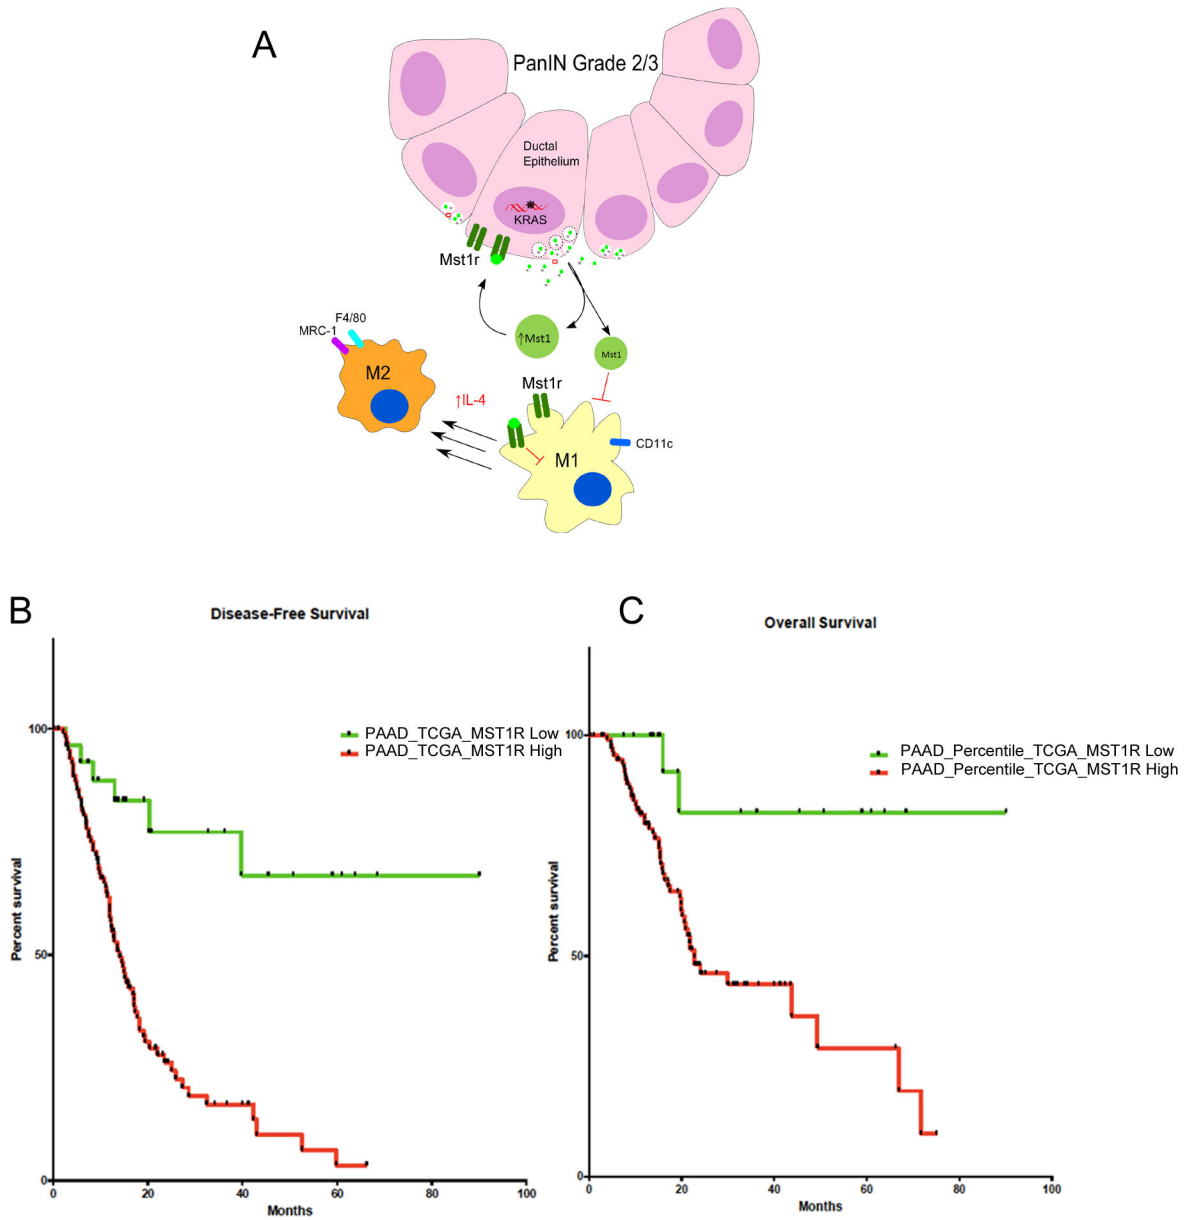 A
PanIN Grade 2/3
Ductal
Epithelium
KRAS
Mst1r
F4/80
MRC-1
↑Mst1
Mst1
M2
Mst1r
↑IL-4
CD11c
M1
B
C
Disease-Free Survival
Overall Survival
PAAD_TCGA_MST1R Low
PAAD_TCGA_MST1R High
PAAD_Percentile_TCGA_MST1R Low
PAAD_Percentile_TCGA_MST1R High
Percent survival
100
50
0
0 20 40 60 80 100
Months
Percent survival
100
50
0
0 20 40 60 80 100
Months